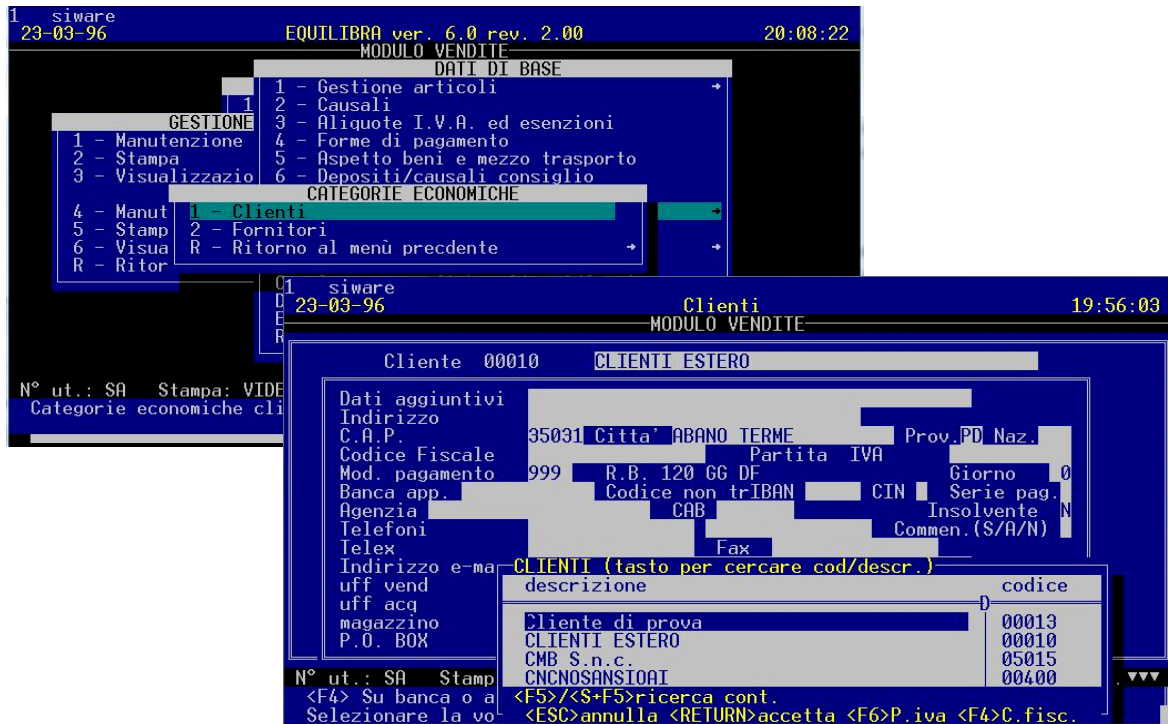 1 siware
23-03-96 EQUILIBRA ver. 6.0 rev. 2.00 20:08:22
MODULO VENDITE
DATI DI BASE
1 - Gestione articoli →
1 2 - Causali
GESTIONE 3 - Aliquote I.V.A. ed esenzioni
1 - Manutenzione 4 - Forme di pagamento
2 - Stampa 5 - Aspetto beni e mezzo trasporto
3 - Visualizzazio 6 - Depositi/causali consiglio
CATEGORIE ECONOMICHE
4 - Manut 1 - Clienti →
5 - Stamp 2 - Fornitori
6 - Visua R - Ritorno al menù precdente → →
R - Ritor
N° ut.: SA Stampa: VIDE
Categorie economiche cli
1 siware
23-03-96 Clienti 19:56:03
MODULO VENDITE
Cliente 00010 CLIENTI ESTERO
Dati aggiuntivi
Indirizzo
C.A.P. 35031 Citta' ABANO TERME Prov. PD Naz.
Codice Fiscale Partita IVA
Mod. pagamento 999 R.B. 120 GG DF Giorno 0
Banca app. Codice non trIBAN CIN Serie pag.
Agenzia CAB Insolvente N
Telefoni Commen.(S/A/N)
Telex Fax
Indirizzo e-ma CLIENTI (tasto per cercare cod/descr.)
uff vend descrizione codice
uff acq D
magazzino Cliente di prova 00013
P.O. BOX CLIENTI ESTERO 00010
CMB S.n.c. 05015
N° ut.: SA Stamp CNCNOSANSIOAI 00400
<F4> Su banca o a <F5>/<S+F5>ricerca cont.
Selezionare la vo <ESC>annulla <RETURN>accetta <F6>P.iva <F4>C.fisc.